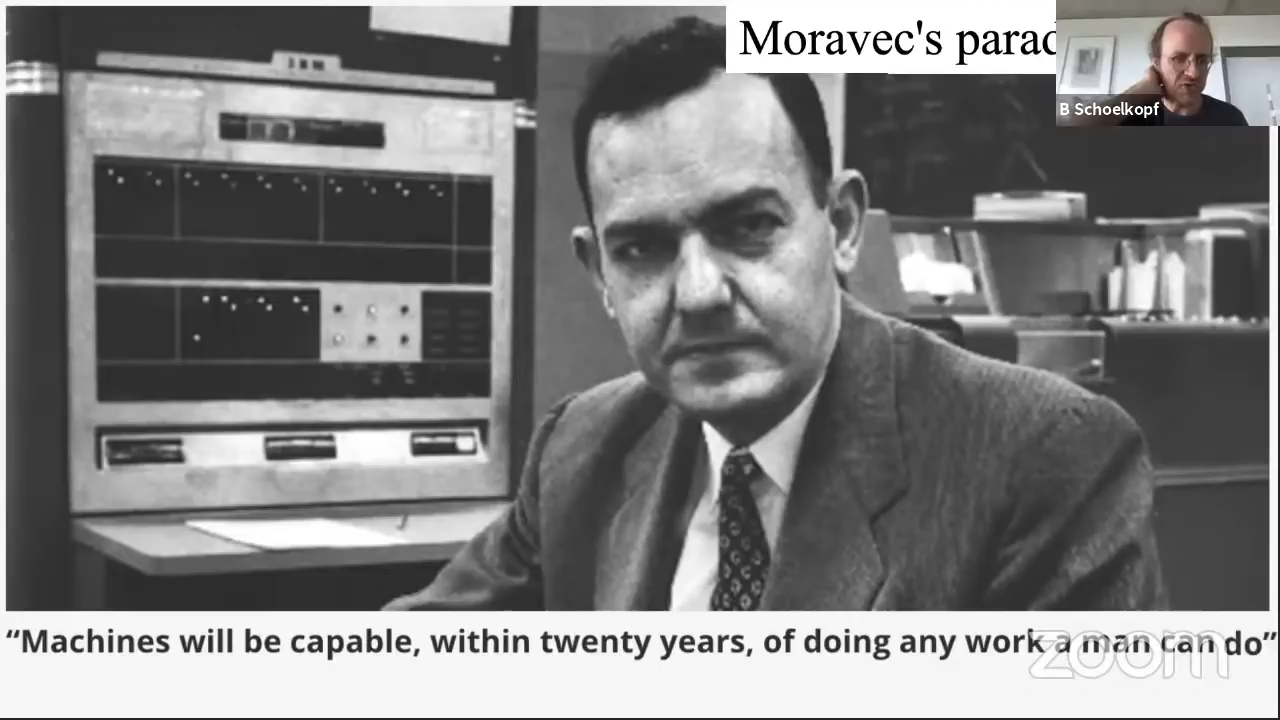 Moravec's parad
B Schoelkopf
“Machines will be capable, within twenty years, of doing any work a man can do”
zoom